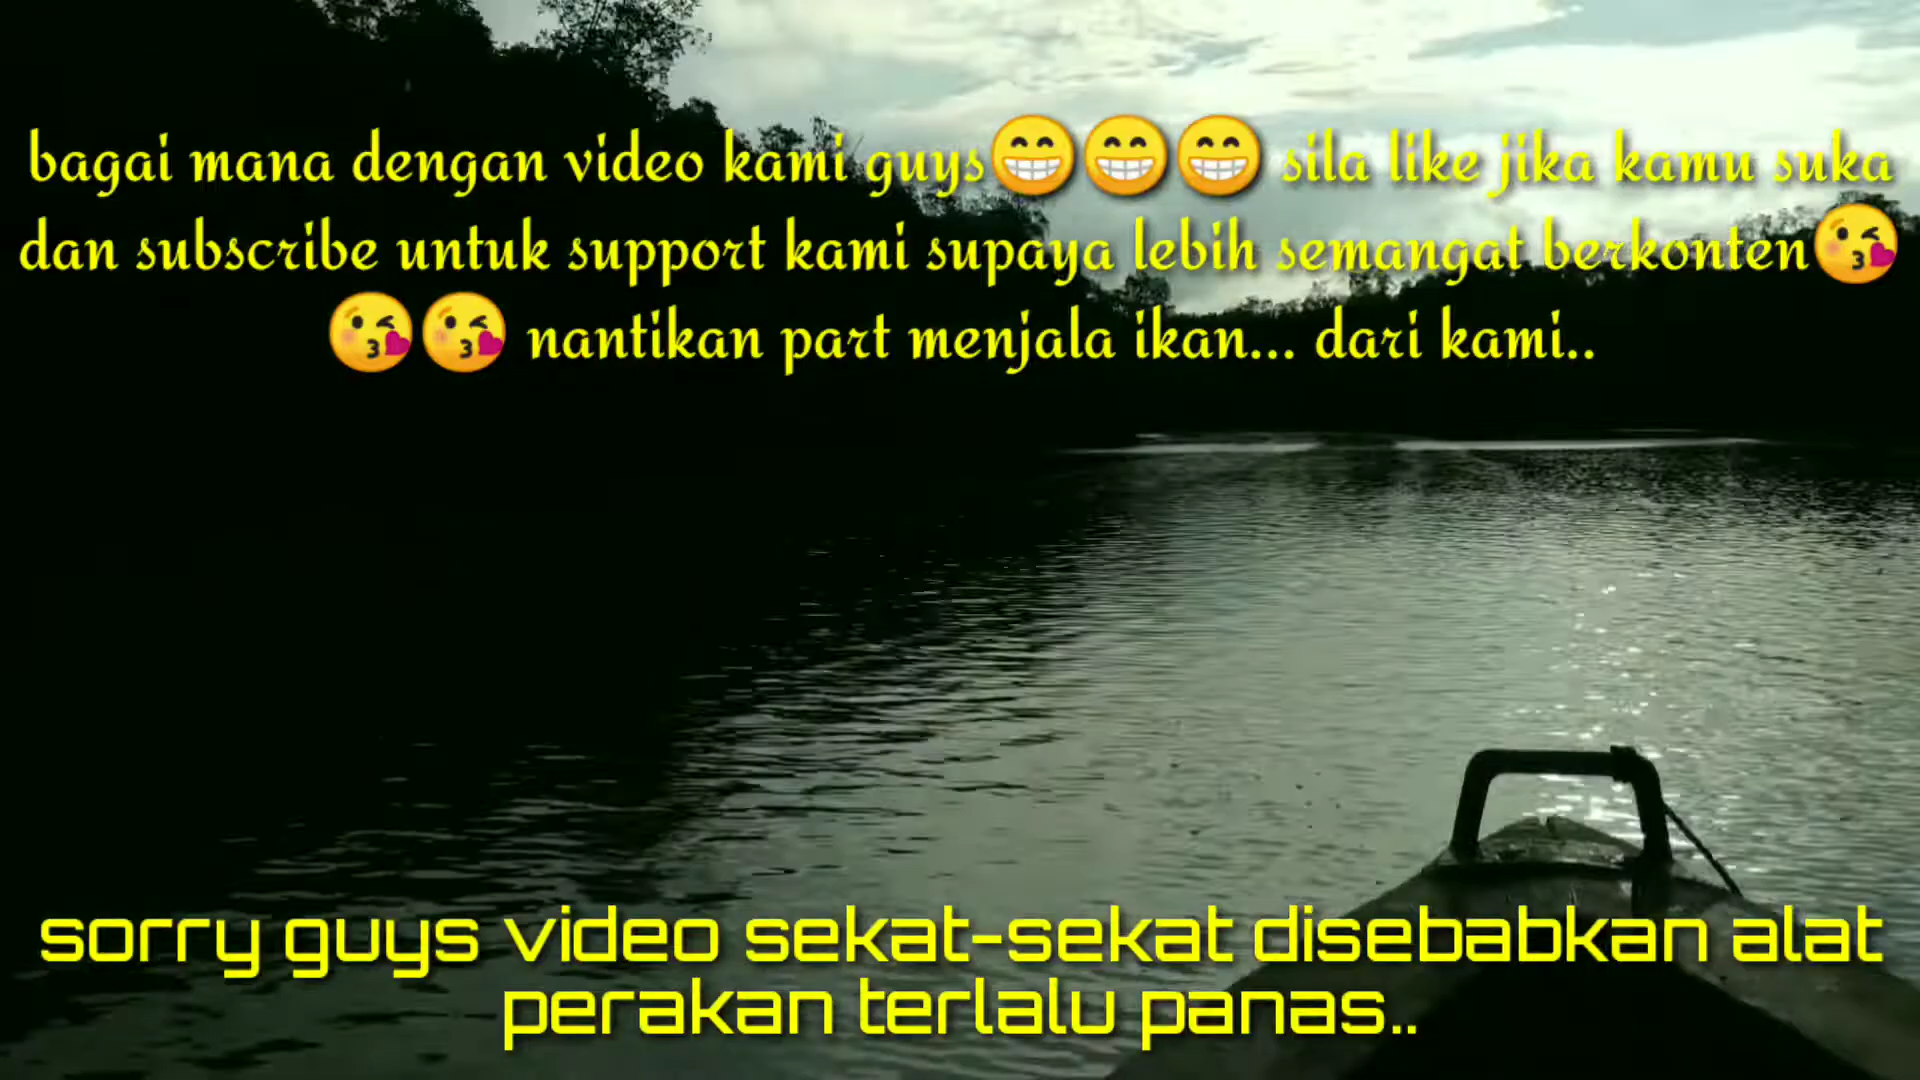 bagai mana dengan video kami guys😁😁😁 sila like jika kamu suka
dan subscribe untuk support kami supaya lebih semangat berkonten😘
😘😘 nantikan part menjala ikan... dari kami..
sorry guys video sekat-sekat disebabkan alat
perakan terlalu panas..